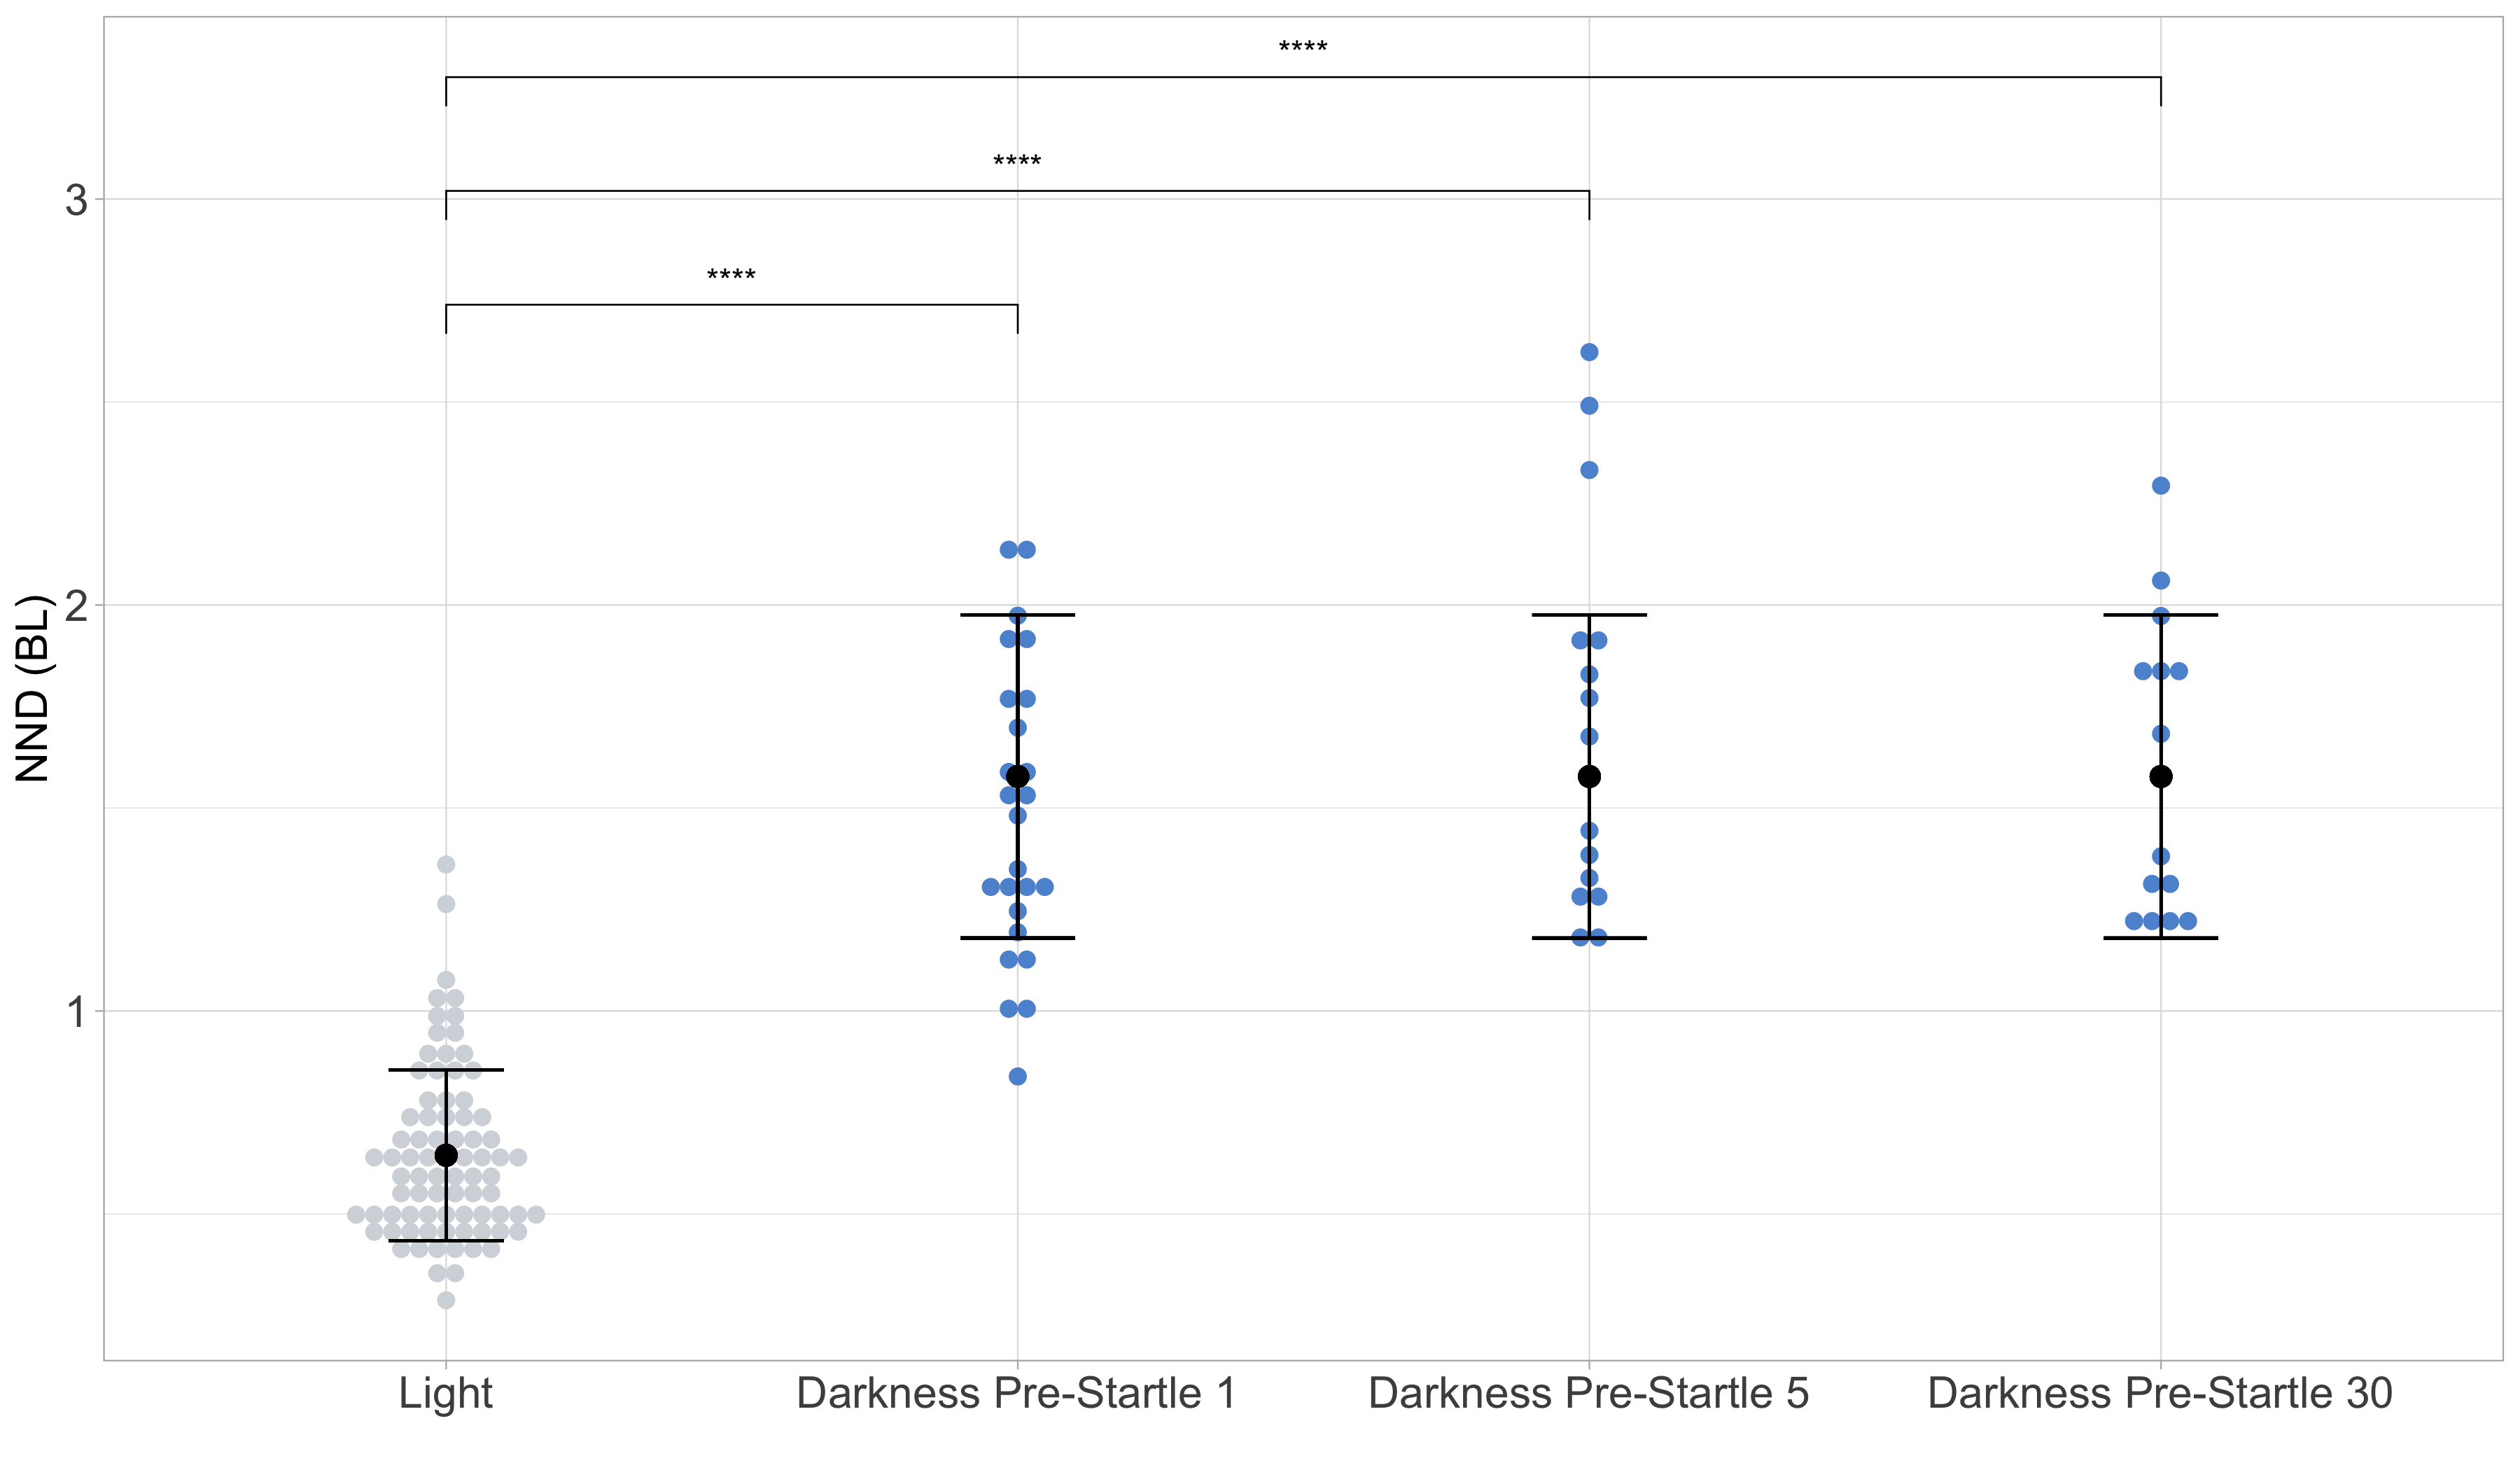 ****
****
****
3
2
1
NND (BL)
Light
Darkness Pre-Startle 1
Darkness Pre-Startle 5
Darkness Pre-Startle 30